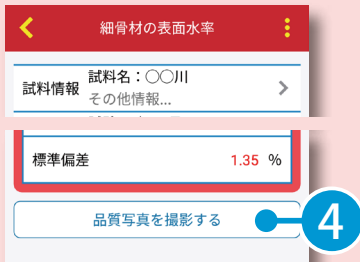 細骨材の表面水率
試料情報 試料名：〇〇川
その他情報...
標準偏差 1.35 %
品質写真を撮影する
4